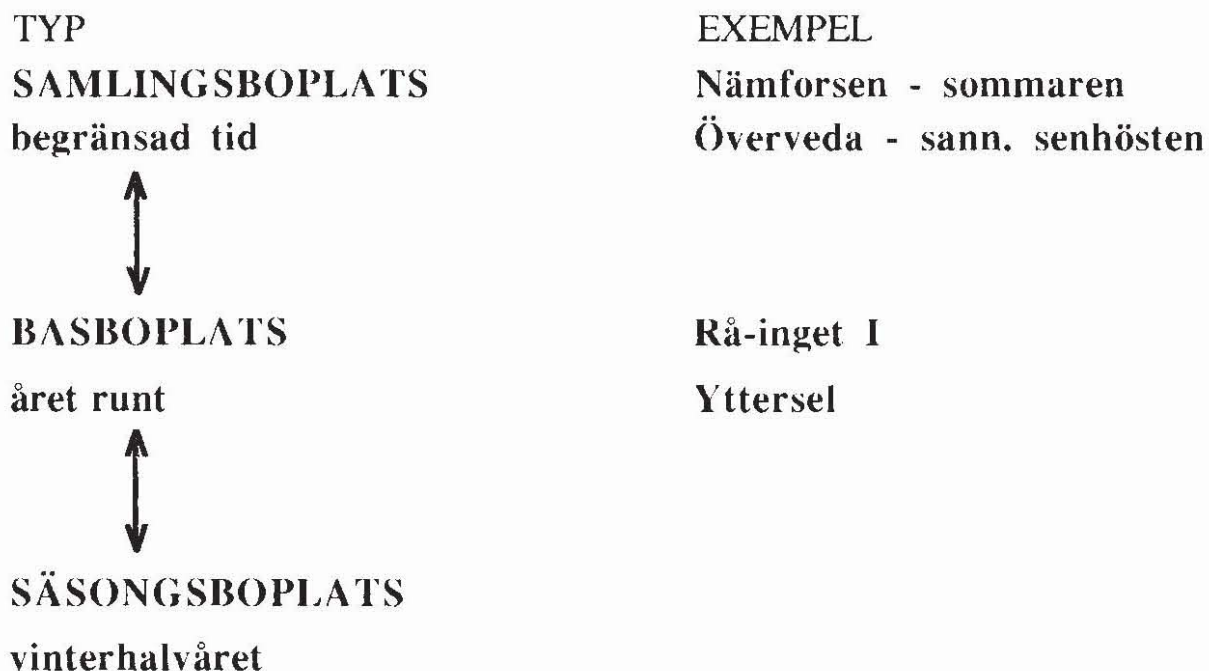 TYP EXEMPEL
SAMLINGSBOPLATS Nämforsen - sommaren
begränsad tid Överveda - sann. senhösten
BASBOPLATS Rå-inget I
året runt Yttersel
SÄSONGSBOPLATS
vinterhalvåret